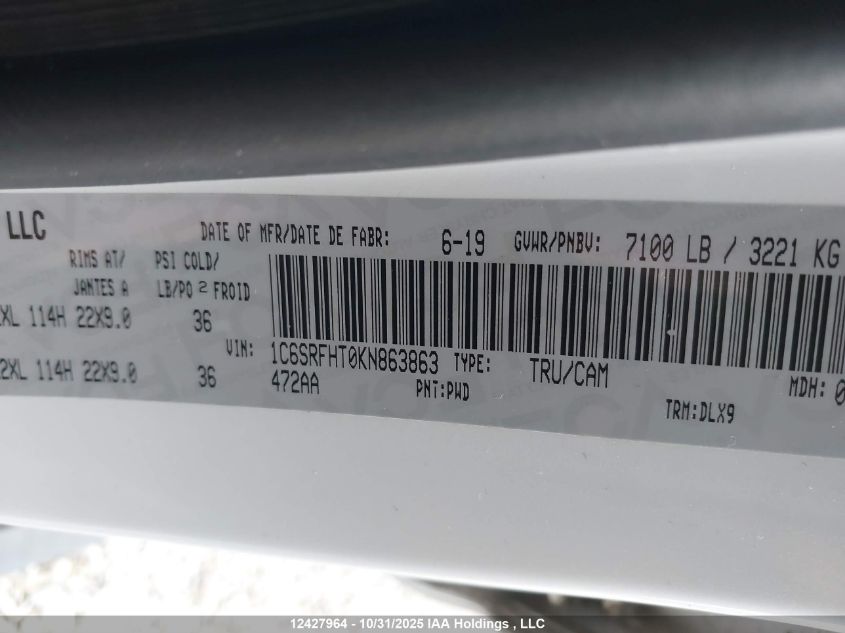 LLC DATE OF MFR/DATE DE FABR: 6-19 GVWR/PNBV: 7100 LB / 3221 KG
RIMS AT/ PSI COLD/
JANTES A LB/PO 2 FROID
XL 114H 22X9.0 36
VIN: 1C6SRFHT0KN863863 TYPE: TRU/CAM MDH: 0
2XL 114H 22X9.0 36 472AA PNT:PWD TRM:DLX9
12427964 - 10/31/2025 IAA Holdings , LLC